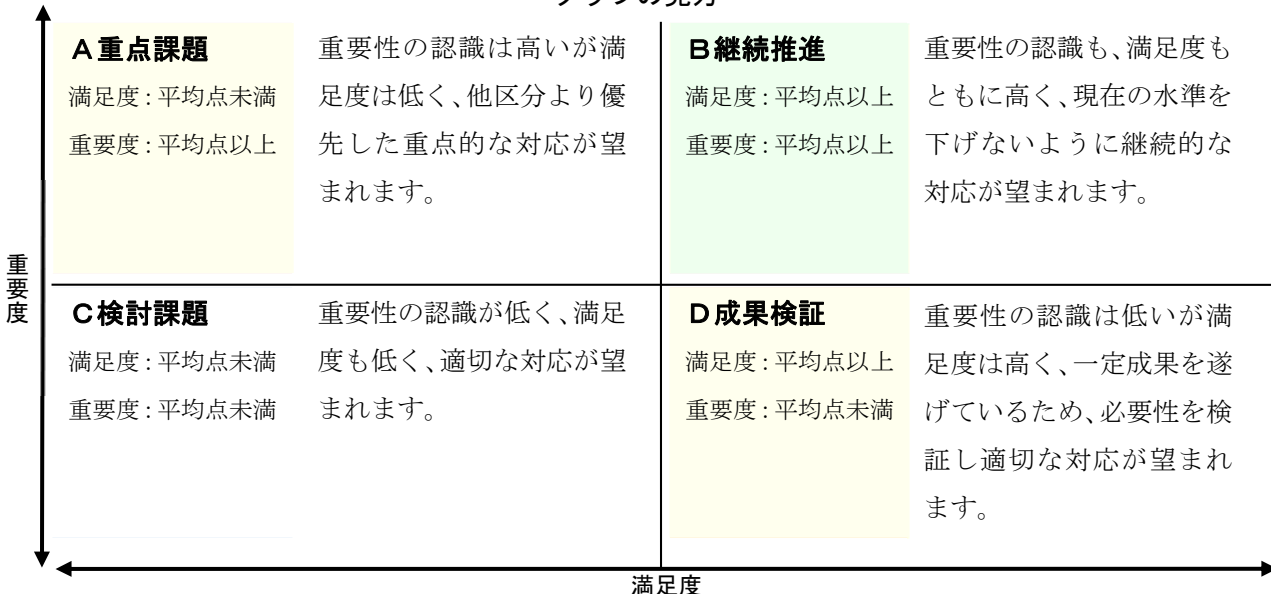 A重点課題
満足度：平均点未満
重要度：平均点以上
重要性の認識は高いが満
足度は低く、他区分より優
先した重点的な対応が望
まれます。
B継続推進
満足度：平均点以上
重要度：平均点以上
重要性の認識も、満足度も
ともに高く、現在の水準を
下げないように継続的な
対応が望まれます。
重要度
C検討課題
満足度：平均点未満
重要度：平均点未満
重要性の認識が低く、満足
度も低く、適切な対応が望
まれます。
D成果検証
満足度：平均点以上
重要度：平均点未満
重要性の認識は低いが満
足度は高く、一定成果を遂
げているため、必要性を検
証し適切な対応が望まれ
ます。
満足度